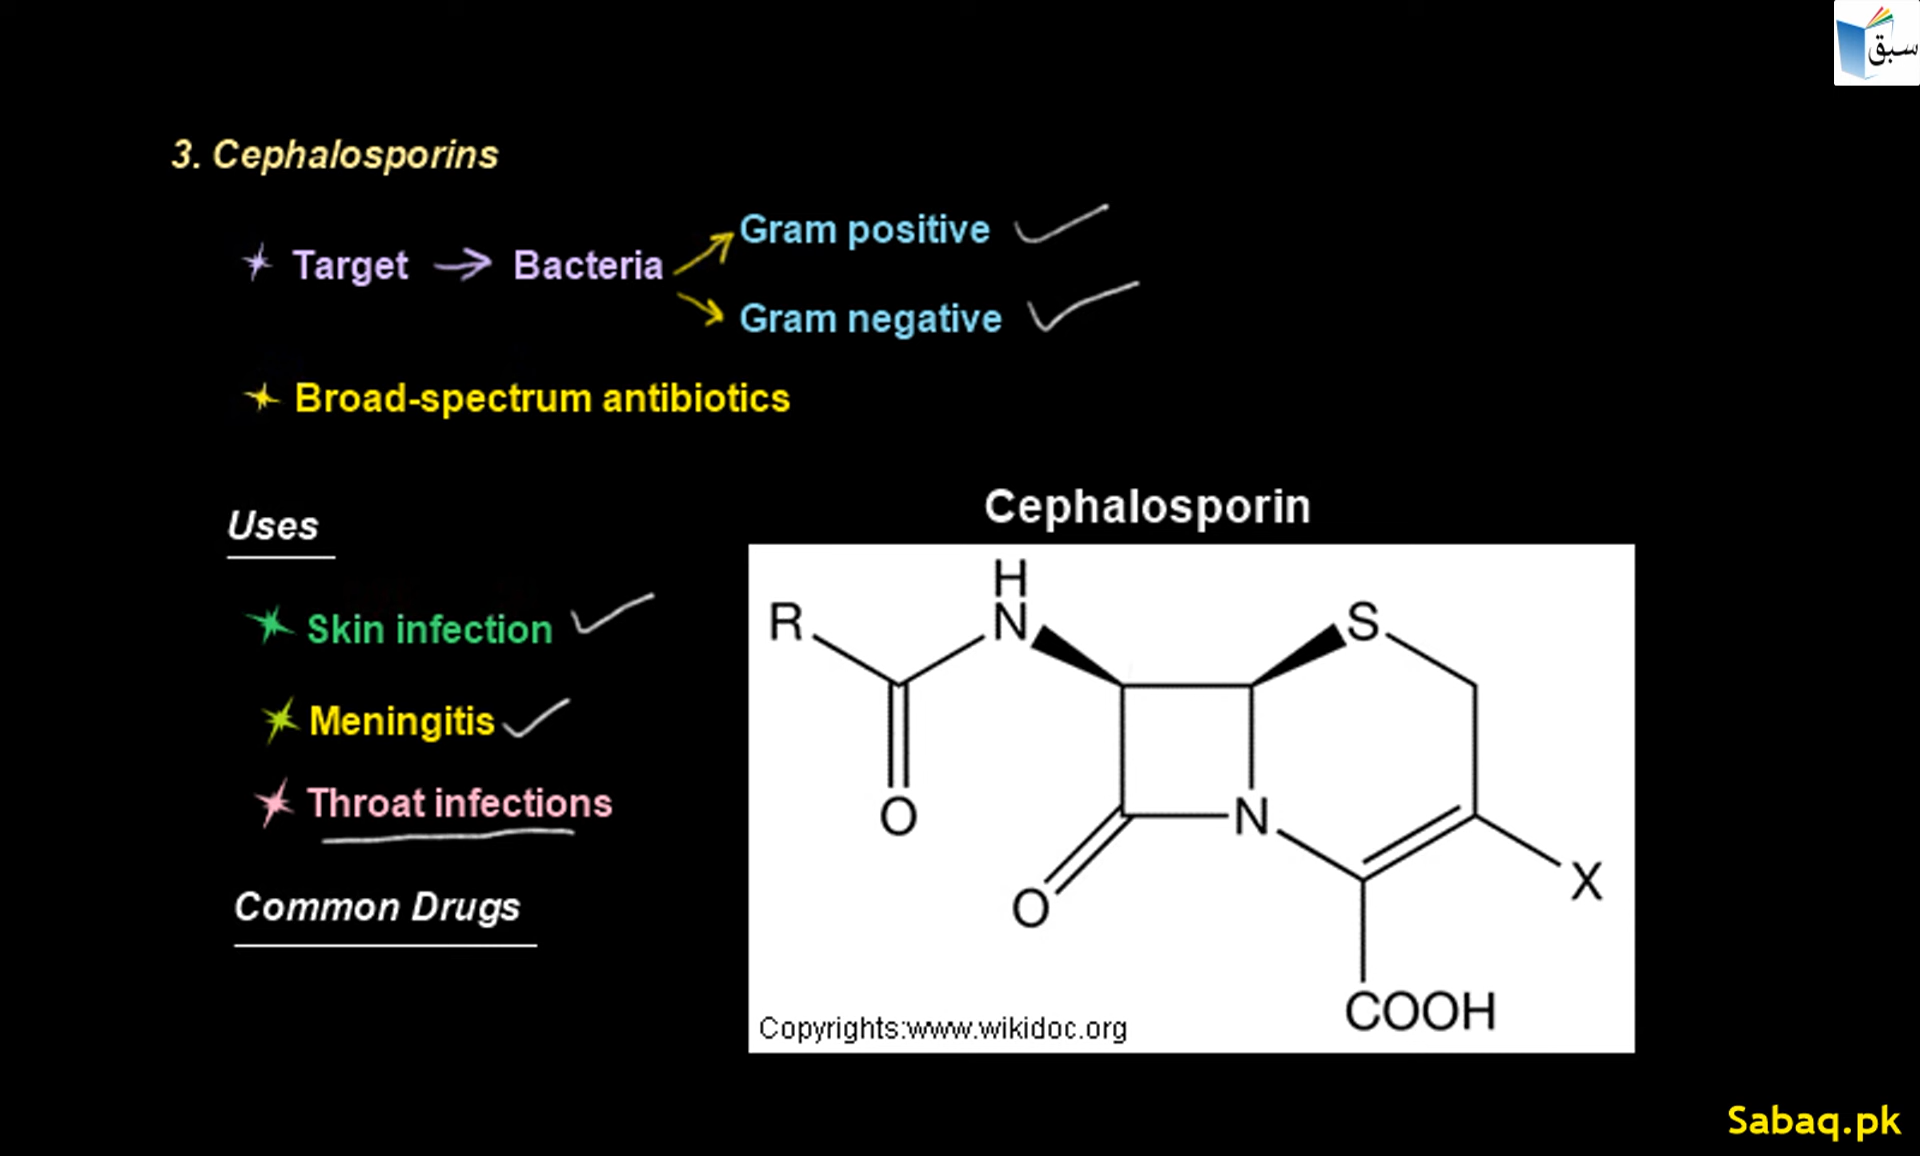 سبق
3. Cephalosporins
Target → Bacteria
Gram positive
Gram negative
Broad-spectrum antibiotics
Uses
Skin infection
Meningitis
Throat infections
Common Drugs
Cephalosporin
H
R N S
O N
O X
COOH
Copyrights:www.wikidoc.org
Sabaq.pk